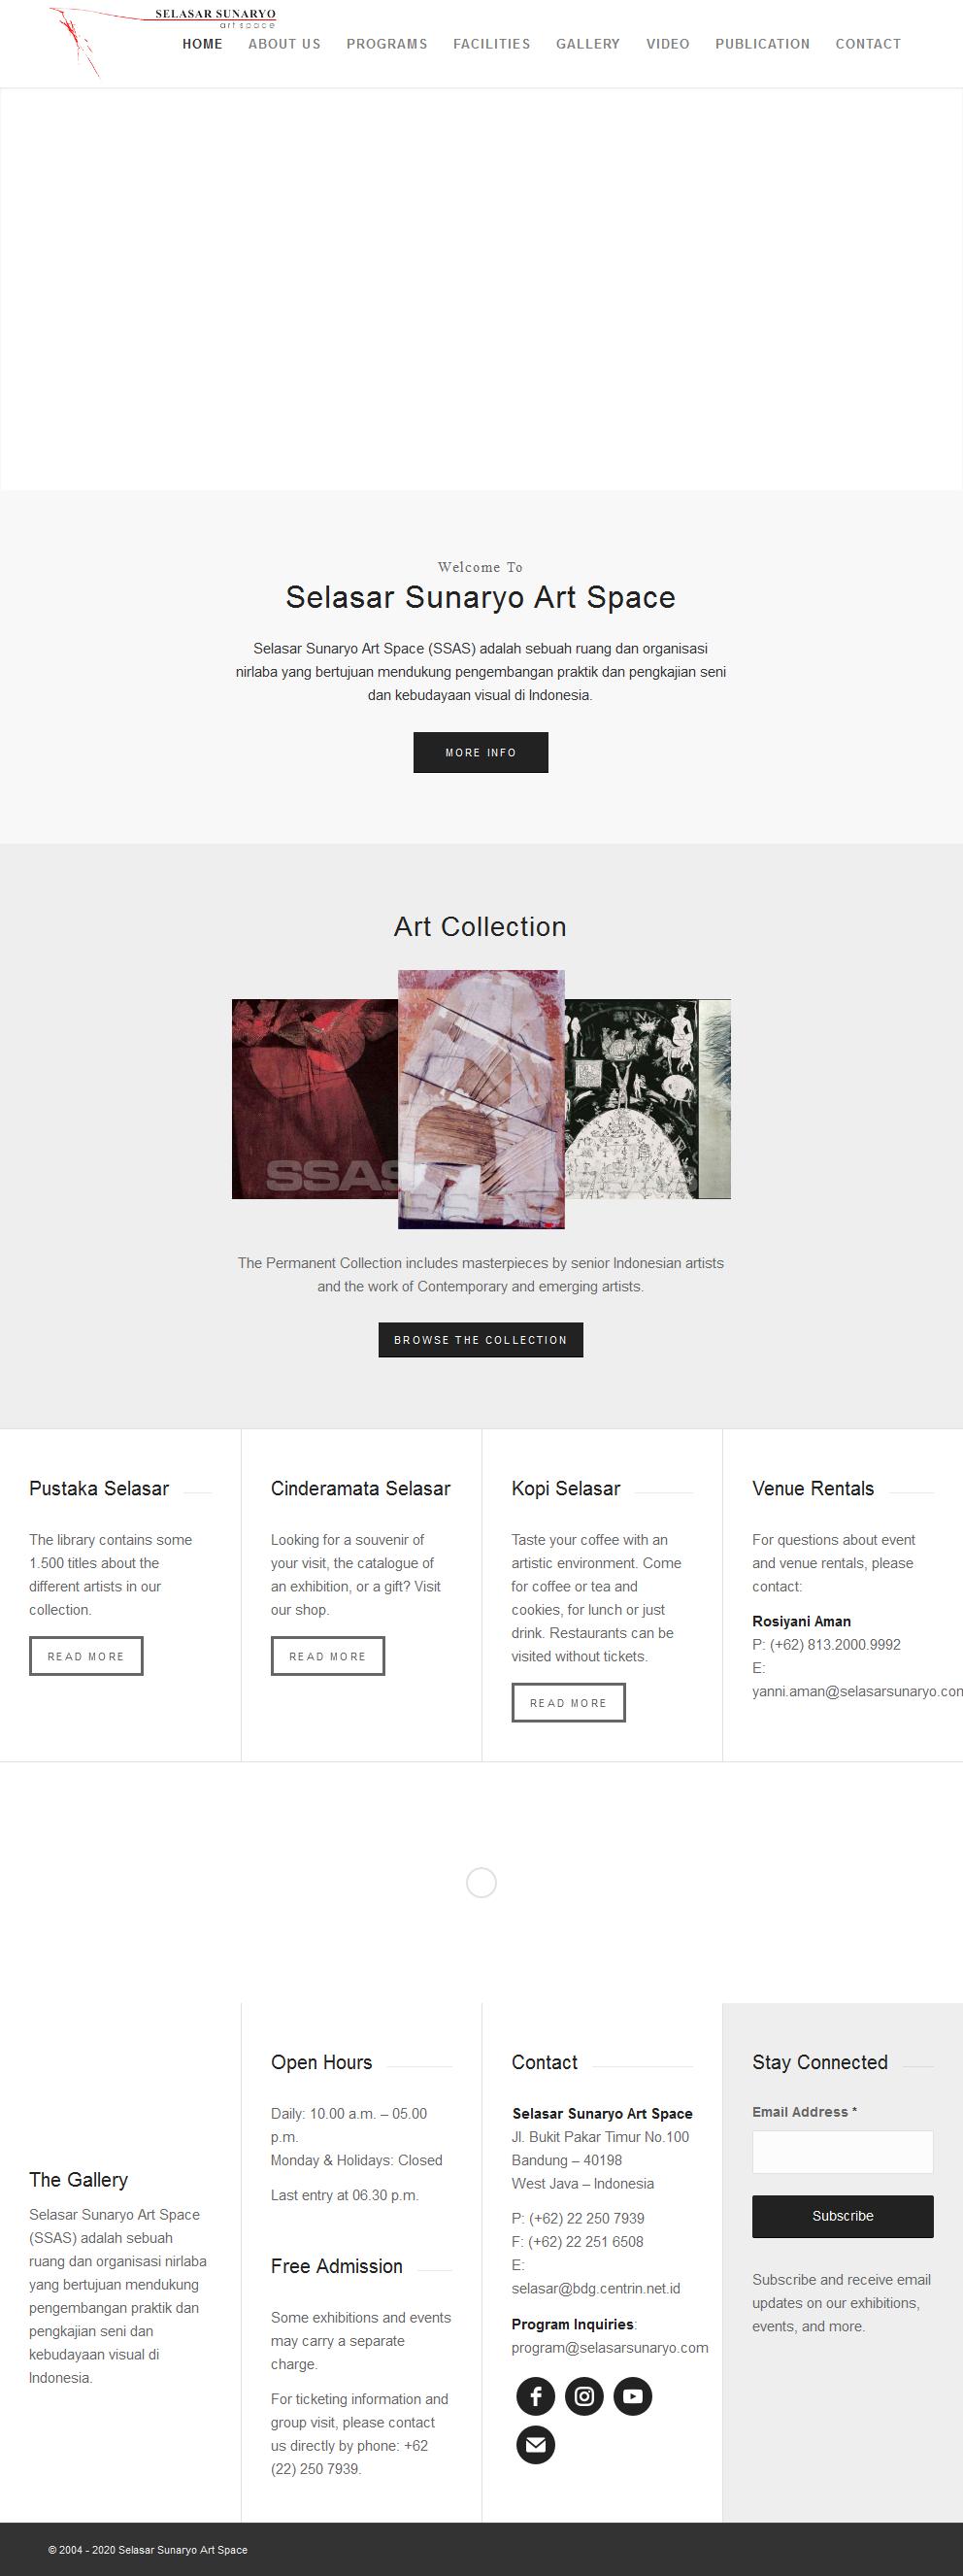 SELASAR SUNARYO
art space
HOME ABOUT US PROGRAMS FACILITIES GALLERY VIDEO PUBLICATION CONTACT
Welcome To
Selasar Sunaryo Art Space
Selasar Sunaryo Art Space (SSAS) adalah sebuah ruang dan organisasi
nirlaba yang bertujuan mendukung pengembangan praktik dan pengkajian seni
dan kebudayaan visual di Indonesia.
MORE INFO
Art Collection
SSAS
The Permanent Collection includes masterpieces by senior Indonesian artists
and the work of Contemporary and emerging artists.
BROWSE THE COLLECTION
Pustaka Selasar
The library contains some
1.500 titles about the
different artists in our
collection.
READ MORE
Cinderamata Selasar
Looking for a souvenir of
your visit, the catalogue of
an exhibition, or a gift? Visit
our shop.
READ MORE
Kopi Selasar
Taste your coffee with an
artistic environment. Come
for coffee or tea and
cookies, for lunch or just
drink. Restaurants can be
visited without tickets.
READ MORE
Venue Rentals
For questions about event
and venue rentals, please
contact:
Rosiyani Aman
P: (+62) 813.2000.9992
E:
yanni.aman@selasarsunaryo.com
The Gallery
Selasar Sunaryo Art Space
(SSAS) adalah sebuah
ruang dan organisasi nirlaba
yang bertujuan mendukung
pengembangan praktik dan
pengkajian seni dan
kebudayaan visual di
Indonesia.
Open Hours
Daily: 10.00 a.m. – 05.00
p.m.
Monday & Holidays: Closed
Last entry at 06.30 p.m.
Free Admission
Some exhibitions and events
may carry a separate
charge.
For ticketing information and
group visit, please contact
us directly by phone: +62
(22) 250 7939.
Contact
Selasar Sunaryo Art Space
Jl. Bukit Pakar Timur No.100
Bandung – 40198
West Java – Indonesia
P: (+62) 22 250 7939
F: (+62) 22 251 6508
E:
selasar@bdg.centrin.net.id
Program Inquiries:
program@selasarsunaryo.com
Stay Connected
Email Address *
Subscribe
Subscribe and receive email
updates on our exhibitions,
events, and more.
© 2004 - 2020 Selasar Sunaryo Art Space